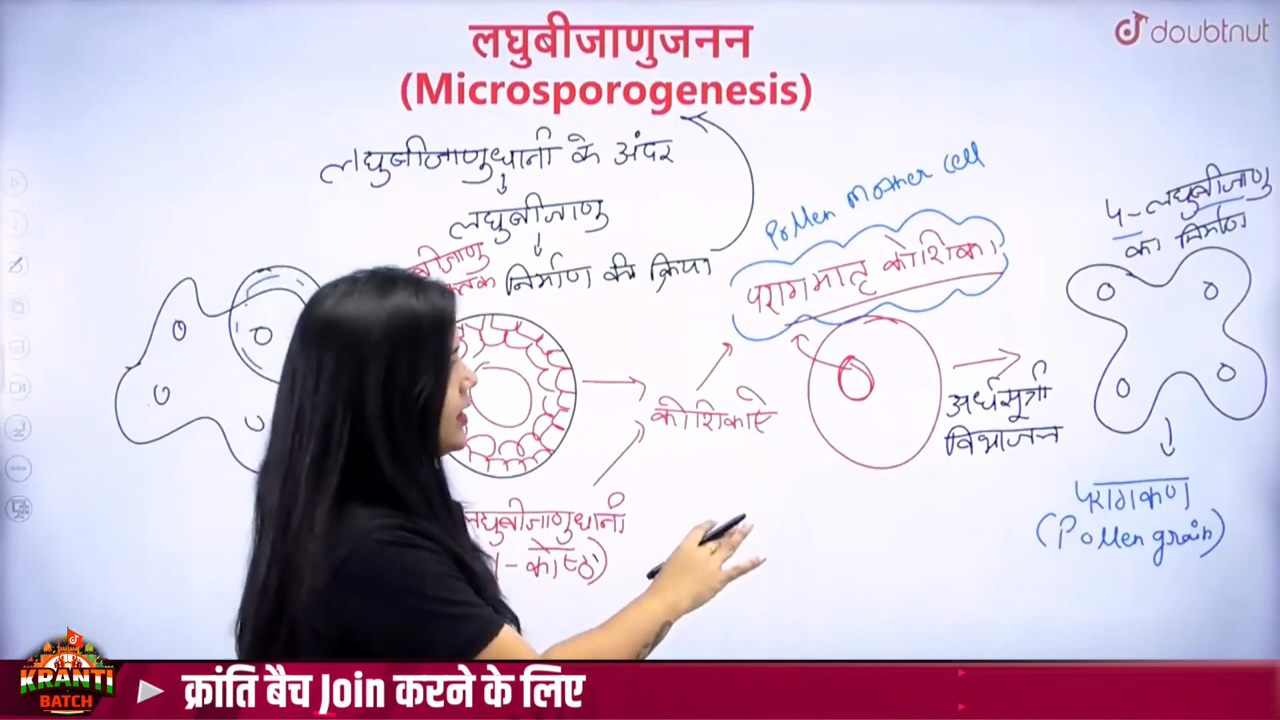 लघुबीजाणुजनन
(Microsporogenesis)
doubtnut
लघुबीजाणुधानी के अंदर
लघुबीजाणु
निर्माण की क्रिया
बीजाणु
Pollen mother cell
परागमातृ कोशिका
4-लघुबीजाणु
का निर्माण
कोशिकाऐ
अर्धसूत्री
विभाजन
लघुबीजाणुधानी
1-कोष्ठ)
परागकण
(Pollen grain)
KRANTI
BATCH
क्रांति बैच Join करने के लिए